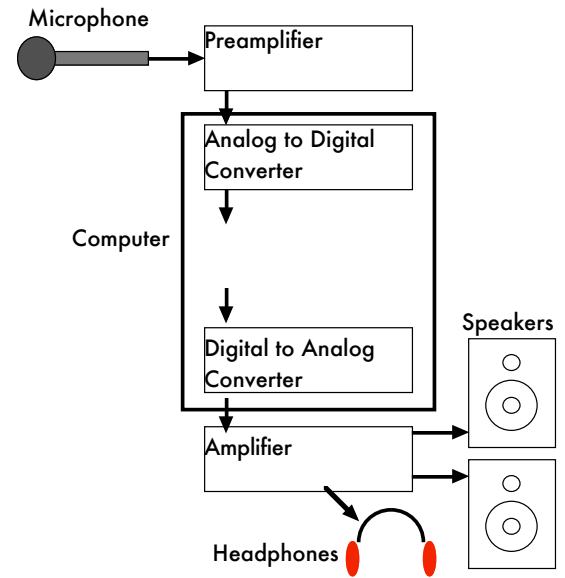 Microphone
Preamplifier
Analog to Digital
Converter
Computer
Speakers
Digital to Analog
Converter
Amplifier
Headphones